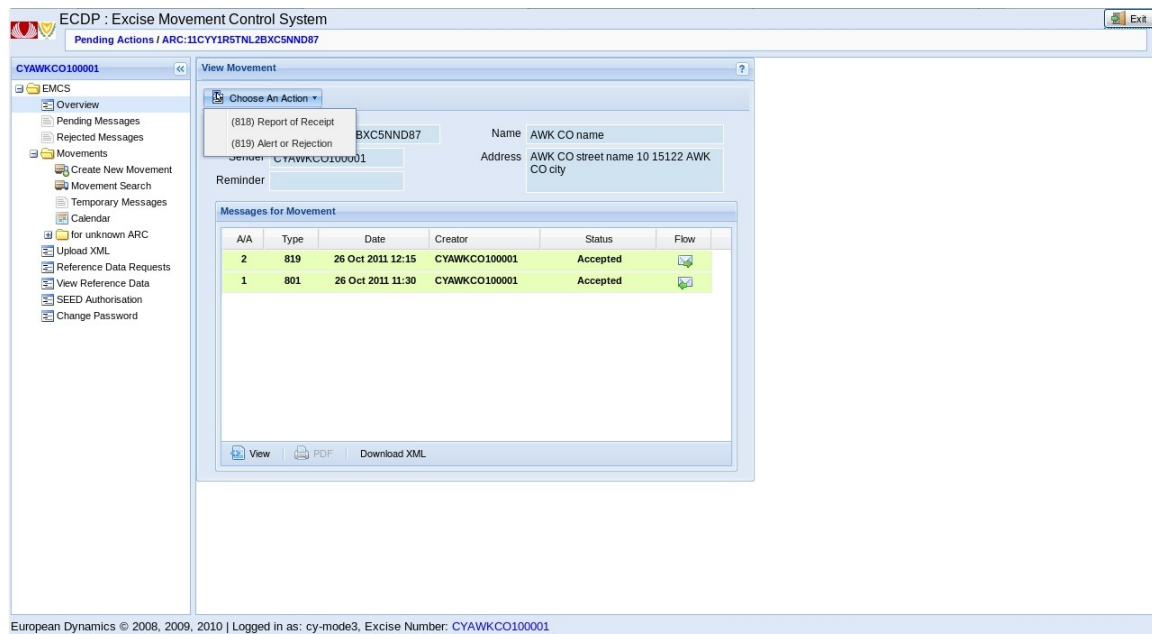 ECDP : Excise Movement Control System
Exit
Pending Actions / ARC:11CYY1R5TNL2BXC5NND87
CYAWKCO100001
EMCS
Overview
Pending Messages
Rejected Messages
Movements
Create New Movement
Movement Search
Temporary Messages
Calendar
for unknown ARC
Upload XML
Reference Data Requests
View Reference Data
SEED Authorisation
Change Password
View Movement
?
Choose An Action
(818) Report of Receipt
(819) Alert or Rejection
BXC5NND87
Name AWK CO name
Sender CYAWKCO100001
Address AWK CO street name 10 15122 AWK
CO city
Reminder
Messages for Movement
A/A Type Date Creator Status Flow
2 819 26 Oct 2011 12:15 CYAWKCO100001 Accepted
1 801 26 Oct 2011 11:30 CYAWKCO100001 Accepted
View PDF Download XML
European Dynamics © 2008, 2009, 2010 | Logged in as: cy-mode3, Excise Number: CYAWKCO100001